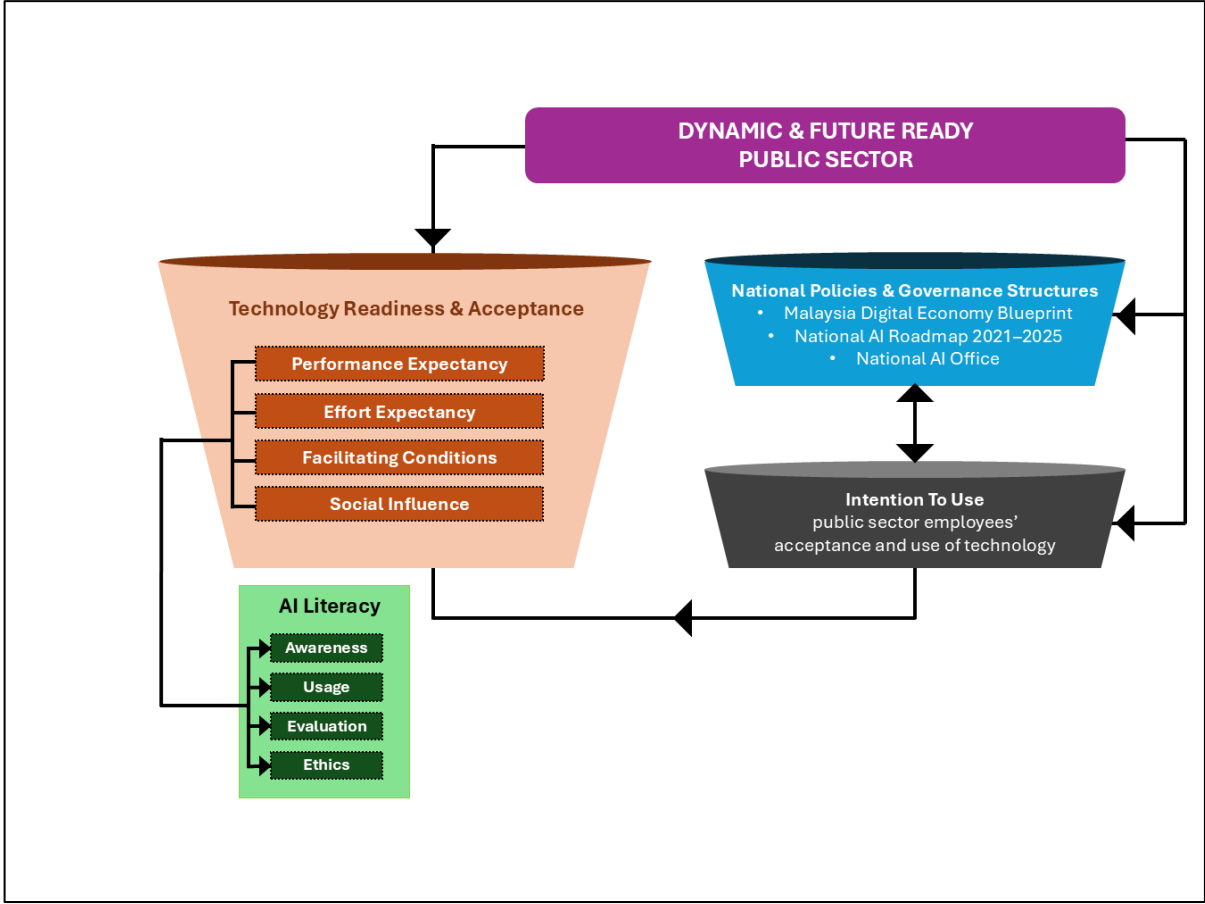 DYNAMIC & FUTURE READY
PUBLIC SECTOR
Technology Readiness & Acceptance
Performance Expectancy
Effort Expectancy
Facilitating Conditions
Social Influence
National Policies & Governance Structures
• Malaysia Digital Economy Blueprint
• National AI Roadmap 2021–2025
• National AI Office
Intention To Use
public sector employees’
acceptance and use of technology
AI Literacy
Awareness
Usage
Evaluation
Ethics